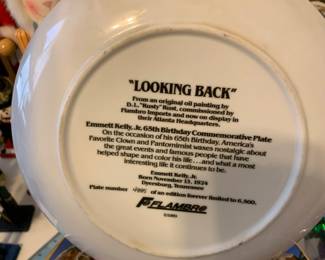 "LOOKING BACK"
From an original oil painting by
D.L. "Rusty" Rust, commissioned by
Flambro Imports and now on display in
their Atlanta Headquarters.
Emmett Kelly, Jr. 65th Birthday Commemorative Plate
On the occasion of his 65th birthday, America's
Favorite Clown and Pantomimist waxes nostalgic about
the great events and famous people that have
helped shape and color his life...and what a most
interesting life it continues to be.
Emmett Kelly, Jr.
Born November 13, 1924
Dyersburg, Tennessee
Plate number of an edition forever limited to 6,500.
FLAMBRO